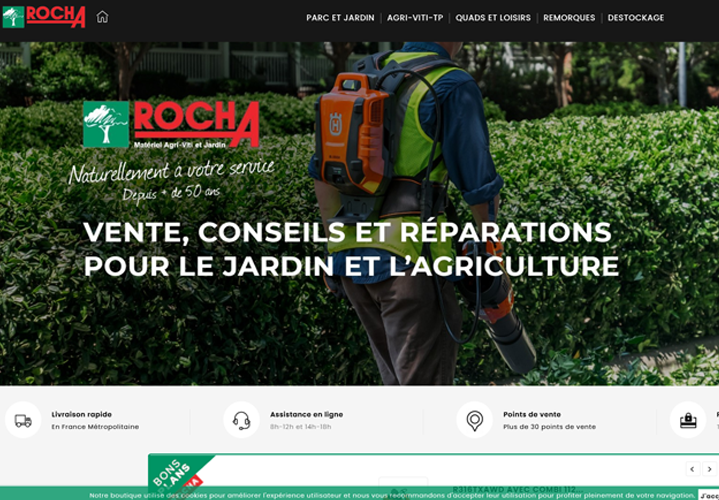 ROCHA
PARC ET JARDIN AGRI-VITI-TP QUADS ET LOISIRS REMORQUES DESTOCKAGE
ROCHA
Matériel Agri-Viti et Jardin
Naturellement à votre service
Depuis + de 50 ans
VENTE, CONSEILS ET RÉPARATIONS
POUR LE JARDIN ET L'AGRICULTURE
Husqvarna
Livraison rapide
En France Métropolitaine
Assistance en ligne
8h-12h et 14h-18h
Points de vente
Plus de 30 points de vente
BONS
PLANS
R316TXAWD AVEC COMBI 112
Notre boutique utilise des cookies pour améliorer l'expérience utilisateur et nous vous recommandons d'accepter leur utilisation pour profiter pleinement de votre navigation.